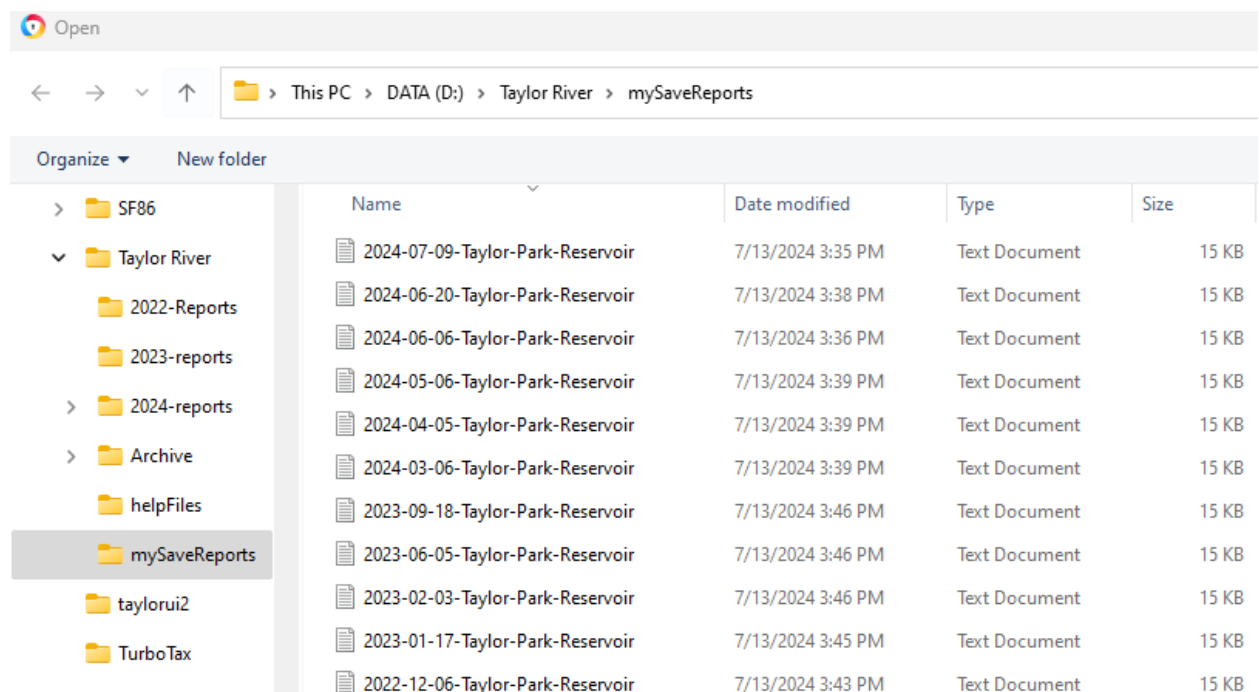 Open
This PC > DATA (D:) > Taylor River > mySaveReports
Organize New folder
SF86
Taylor River
2022-Reports
2023-reports
2024-reports
Archive
helpFiles
mySaveReports
taylorui2
TurboTax
Name Date modified Type Size
2024-07-09-Taylor-Park-Reservoir 7/13/2024 3:35 PM Text Document 15 KB
2024-06-20-Taylor-Park-Reservoir 7/13/2024 3:38 PM Text Document 15 KB
2024-06-06-Taylor-Park-Reservoir 7/13/2024 3:36 PM Text Document 15 KB
2024-05-06-Taylor-Park-Reservoir 7/13/2024 3:39 PM Text Document 15 KB
2024-04-05-Taylor-Park-Reservoir 7/13/2024 3:39 PM Text Document 15 KB
2024-03-06-Taylor-Park-Reservoir 7/13/2024 3:39 PM Text Document 15 KB
2023-09-18-Taylor-Park-Reservoir 7/13/2024 3:46 PM Text Document 15 KB
2023-06-05-Taylor-Park-Reservoir 7/13/2024 3:46 PM Text Document 15 KB
2023-02-03-Taylor-Park-Reservoir 7/13/2024 3:46 PM Text Document 15 KB
2023-01-17-Taylor-Park-Reservoir 7/13/2024 3:45 PM Text Document 15 KB
2022-12-06-Taylor-Park-Reservoir 7/13/2024 3:43 PM Text Document 15 KB